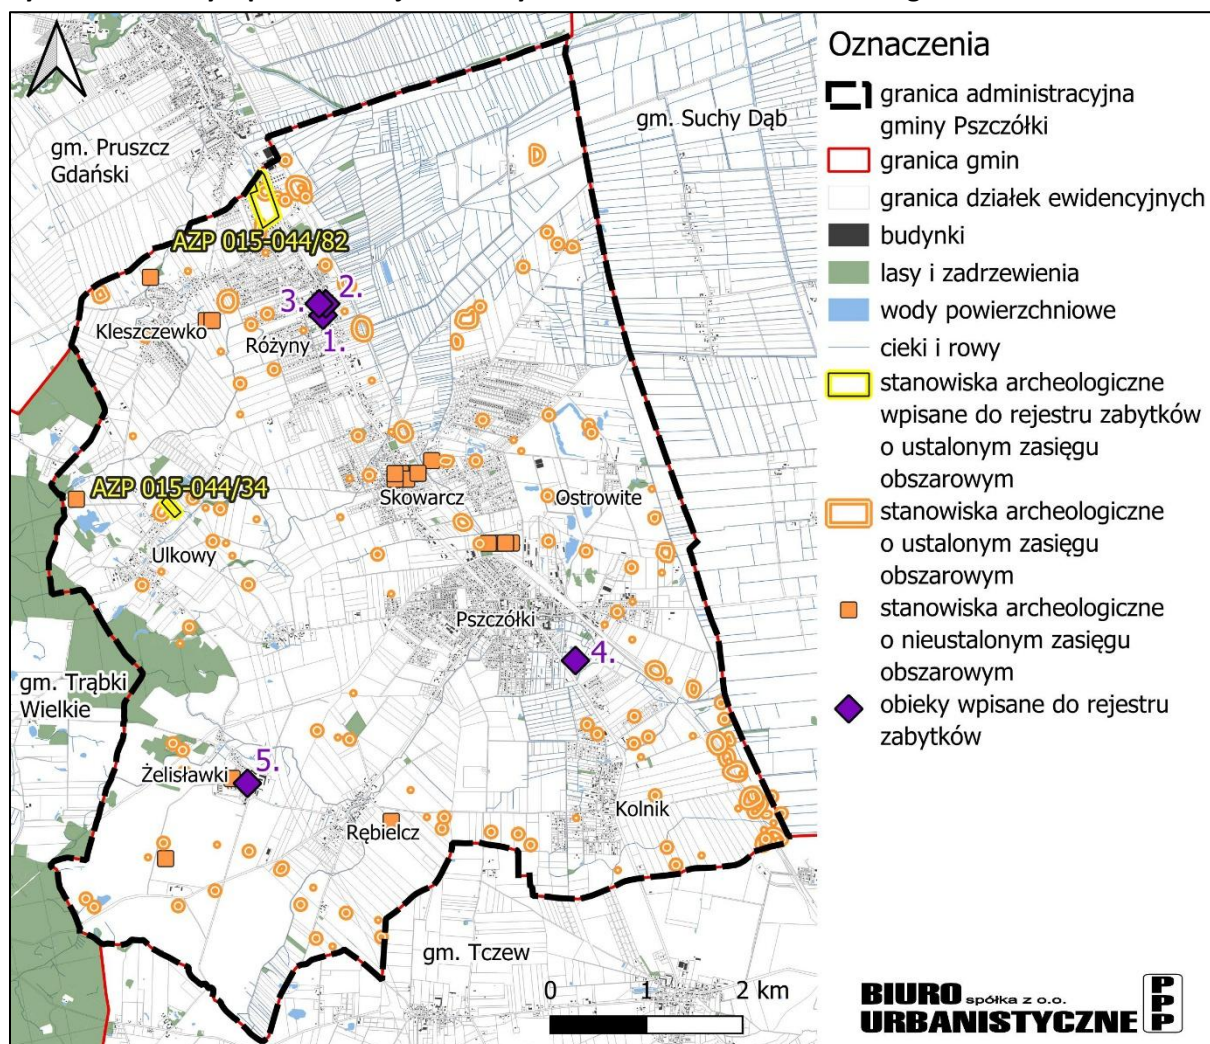 gm. Pruszcz
Gdański
gm. Suchy Dąb
AZP 015-044/82
3.
2.
1.
Kleszczewko
Różyny
AZP 015-044/34
Skowarcz
Ostrowite
Ulkowy
Pszczółki
4.
gm. Trąbki
Wielkie
5.
Żelisławki
Kolnik
Rębielcz
gm. Tczew
0 1 2 km
Oznaczenia
granica administracyjna
gminy Pszczółki
granica gmin
granica działek ewidencyjnych
budynki
lasy i zadrzewienia
wody powierzchniowe
cieki i rowy
stanowiska archeologiczne
wpisane do rejestru zabytków
o ustalonym zasięgu
obszarowym
stanowiska archeologiczne
o ustalonym zasięgu
obszarowym
stanowiska archeologiczne
o nieustalonym zasięgu
obszarowym
obieky wpisane do rejestru
zabytków
BIURO spółka z o.o.
URBANISTYCZNE
PPP